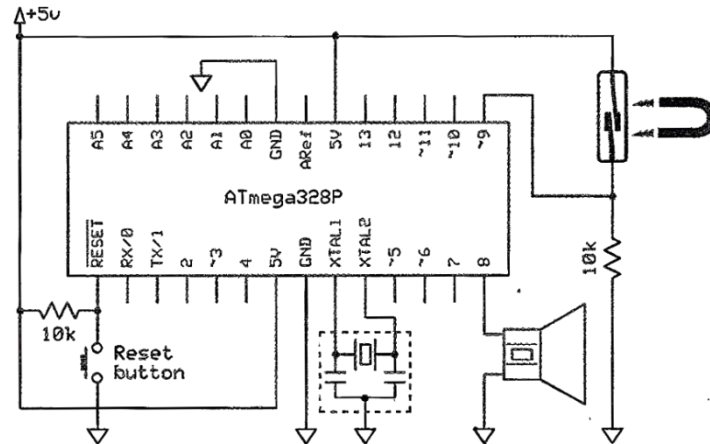 +5v
A5 A4 A3 A2 A1 A0 GND ARef 5V 13 12 ~11 ~10 ~9
ATmega328P
RESET RX/0 TX/1 2 ~3 4 5V GND XTAL1 XTAL2 ~5 ~6 7 8
10k
10k
Reset
button